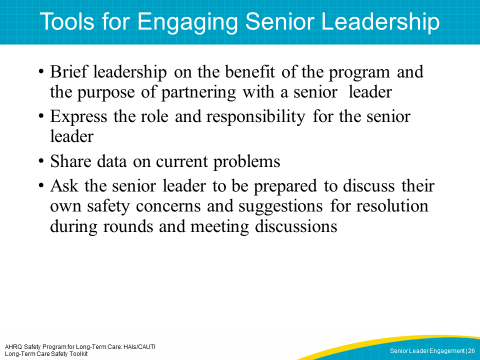 Tools for Engaging Senior Leadership
• Brief leadership on the benefit of the program and
the purpose of partnering with a senior leader
• Express the role and responsibility for the senior
leader
• Share data on current problems
• Ask the senior leader to be prepared to discuss their
own safety concerns and suggestions for resolution
during rounds and meeting discussions
AHRQ Safety Program for Long-Term Care: HAIs/CAUTI
Long-Term Care Safety Toolkit
Senior Leader Engagement | 26